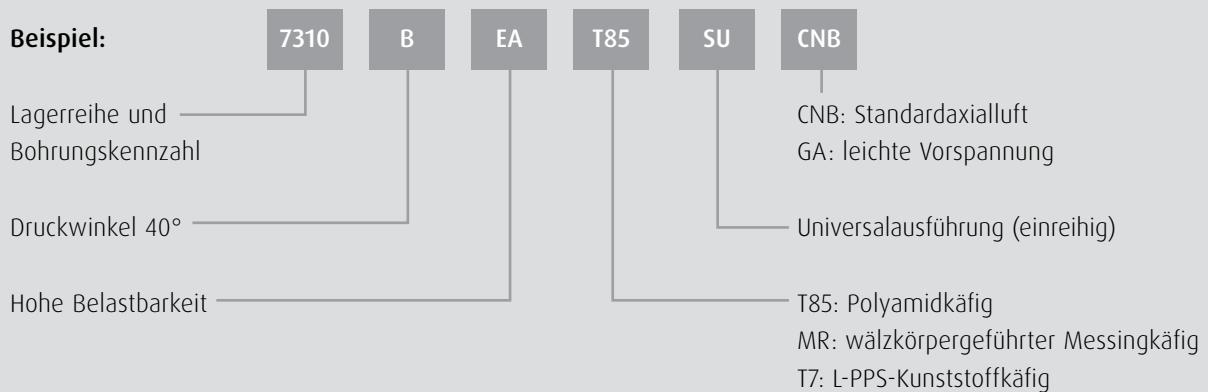 Beispiel: 7310 B EA T85 SU CNB
Lagerreihe und
Bohrungskennzahl
Druckwinkel 40°
Hohe Belastbarkeit
CNB: Standardaxialluft
GA: leichte Vorspannung
Universalausführung (einreihig)
T85: Polyamidkäfig
MR: wälzkörpergeführter Messingkäfig
T7: L-PPS-Kunststoffkäfig